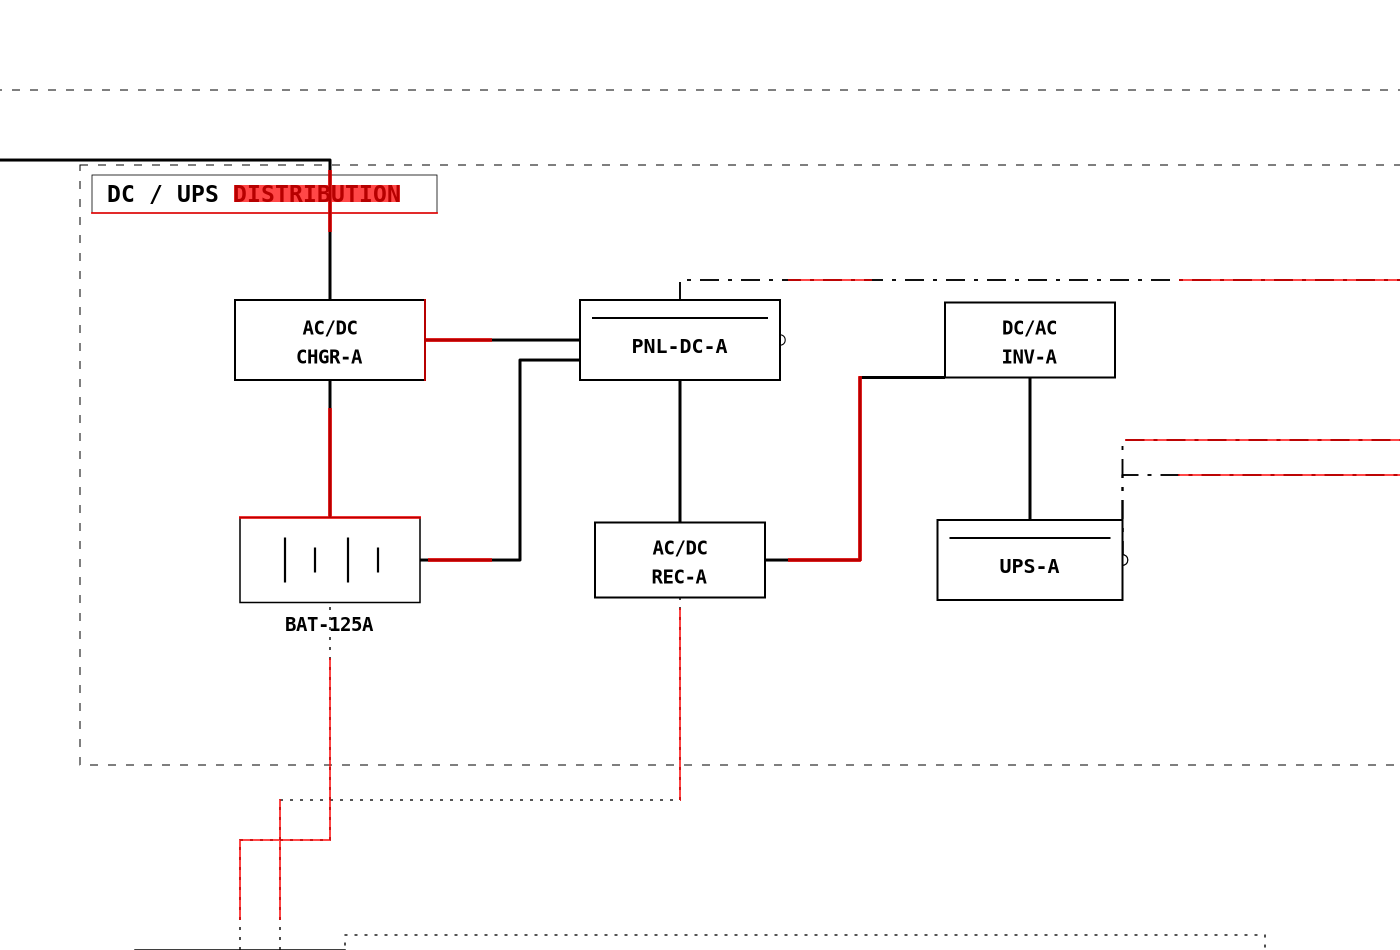 DC / UPS DISTRIBUTION
AC/DC
CHGR-A
PNL-DC-A
DC/AC
INV-A
AC/DC
REC-A
UPS-A
BAT-125A